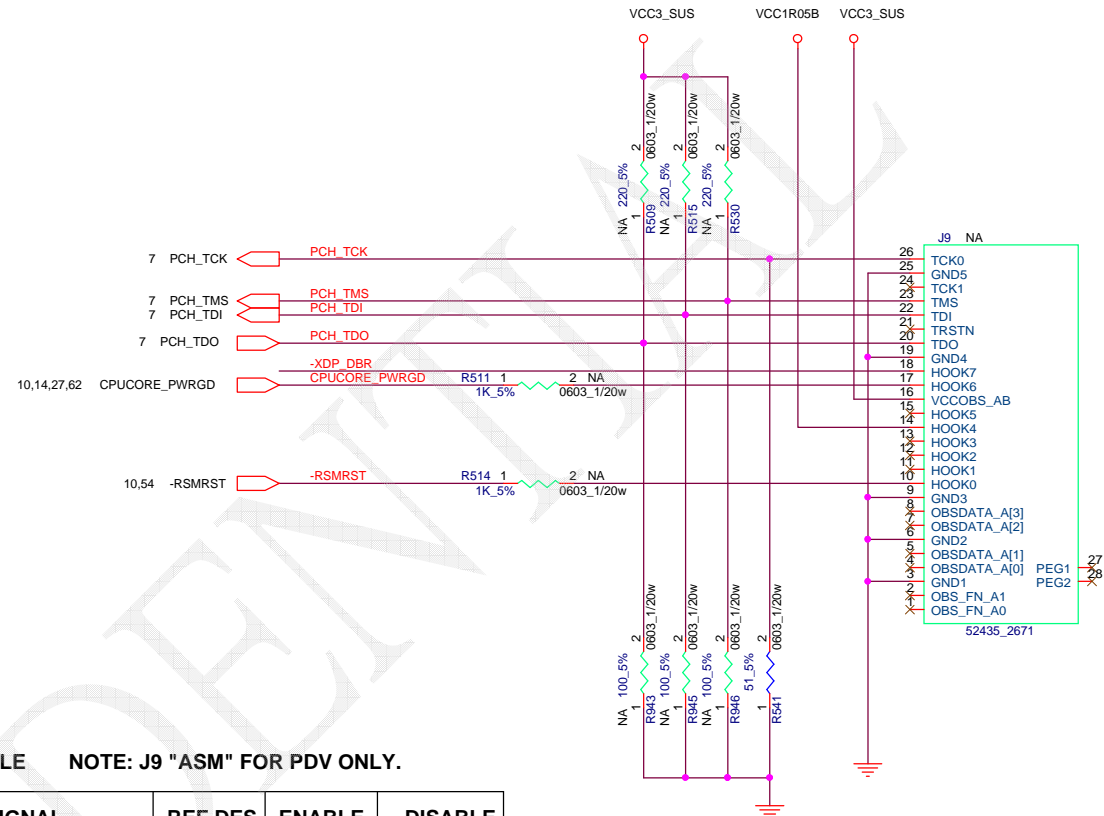 VCC3_SUS VCC1R05B VCC3_SUS
0603_1/20w 0603_1/20w 0603_1/20w
2 2 2
220_5% 220_5% 220_5%
NA 1 R509 NA 1 R515 NA 1 R530
J9 NA
7 PCH_TCK PCH_TCK 26 TCK0
25 GND5
24 TCK1
7 PCH_TMS PCH_TMS 23 TMS
7 PCH_TDI PCH_TDI 22 TDI
21 TRSTN
7 PCH_TDO PCH_TDO 20 TDO
19 GND4
-XDP_DBR 18 HOOK7
10,14,27,62 CPUCORE_PWRGD CPUCORE_PWRGD R511 1 2 NA 17 HOOK6
1K_5% 0603_1/20w
16 VCCOBS_AB
15 HOOK5
14 HOOK4
13 HOOK3
12 HOOK2
11 HOOK1
10,54 -RSMRST -RSMRST R514 1 2 NA 10 HOOK0
1K_5% 0603_1/20w
9 GND3
8 OBSDATA_A[3]
7 OBSDATA_A[2]
6 GND2
5 OBSDATA_A[1]
4 OBSDATA_A[0] PEG1 27
3 GND1 PEG2 28
2 OBS_FN_A1
1 OBS_FN_A0
52435_2671
0603_1/20w 0603_1/20w 0603_1/20w 0603_1/20w
2 2 2 2
100_5% 100_5% 100_5% 51_5%
NA 1 R943 NA 1 R945 NA 1 R946 1 R541
LE NOTE: J9 "ASM" FOR PDV ONLY.
IGNAL REF DES ENABLE DISABLE
DENTIAL